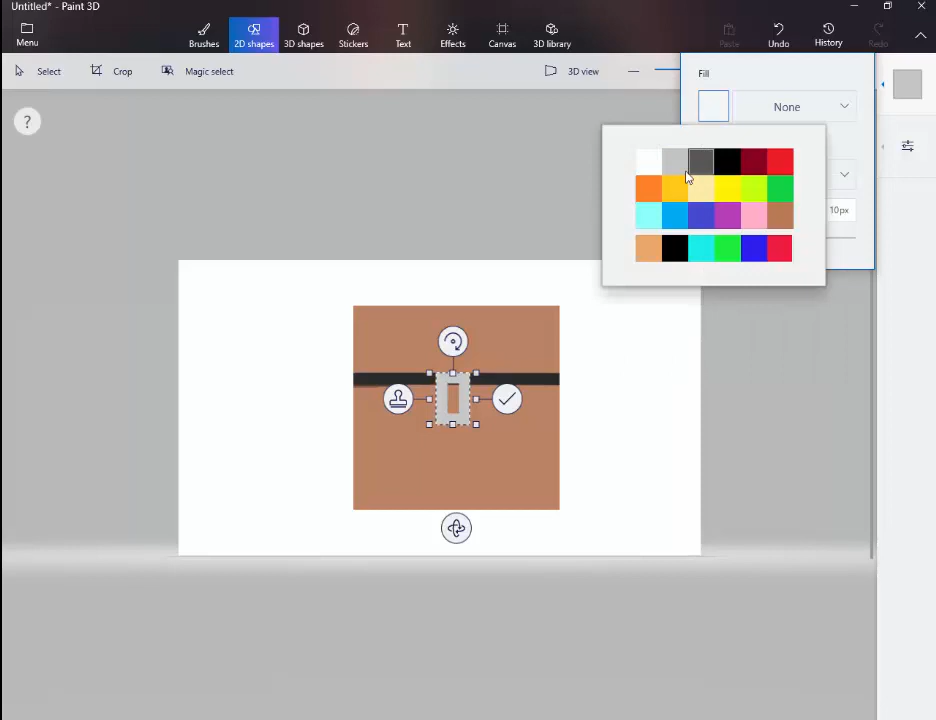 Untitled* - Paint 3D
Menu
Brushes
2D shapes
3D shapes
Stickers
Text
Effects
Canvas
3D library
Paste
Undo
History
Redo
Select
Crop
Magic select
3D view
Fill
None
10px
?